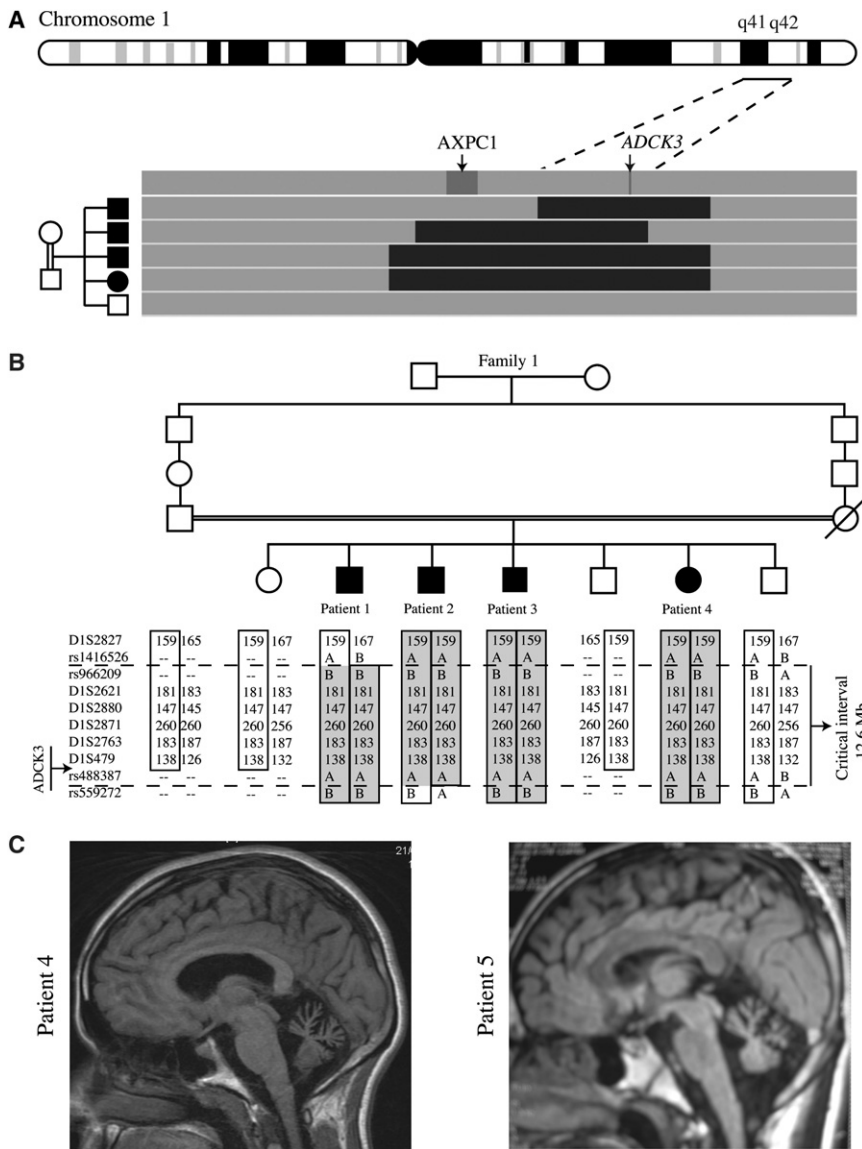 A
Chromosome 1
q41 q42
AXPC1
ADCK3
B
Family 1
Patient 1 Patient 2 Patient 3 Patient 4
D1S2827 159 165 159 167 159 167 159 159 159 159 165 159 159 159 159 167
rs1416526 -- -- -- -- A B A A A A -- -- A A A B
rs966209 -- -- -- -- B B B B B B -- -- B B B A
D1S2621 181 183 181 183 181 181 181 181 181 181 183 181 181 181 181 183
D1S2880 147 145 147 147 147 147 147 147 147 147 145 147 147 147 147 147
D1S2871 260 260 260 256 260 260 260 260 260 260 260 260 260 260 260 256
D1S2763 183 187 183 187 183 183 183 183 183 183 187 183 183 183 183 187
D1S479 138 126 138 132 138 138 138 138 138 138 126 138 138 138 138 132
rs488387 -- -- -- -- A A A A A A -- -- A A A B
rs559272 -- -- -- -- B B B A B B -- -- B B B A
ADCK3
Critical interval
12.6 Mb
C
Patient 4
21/
Patient 5